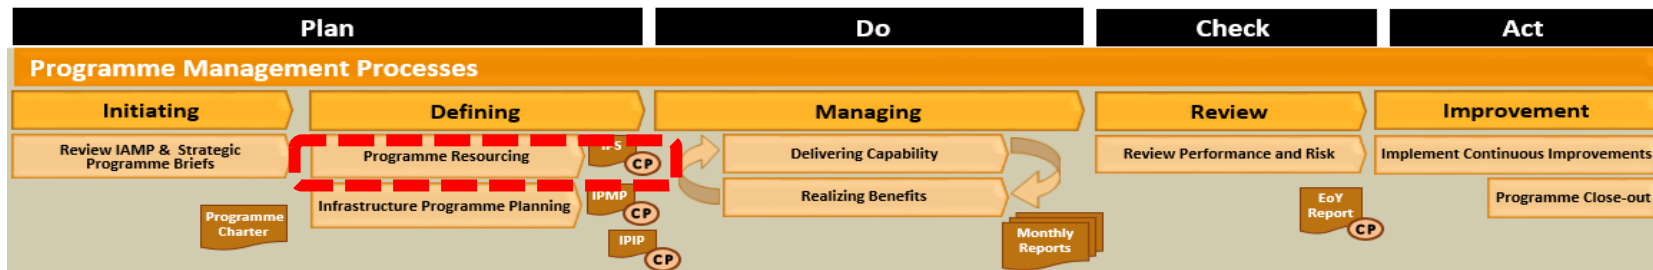 Plan
Do
Check
Act
Programme Management Processes
Initiating
Defining
Managing
Review
Improvement
Review IAMP & Strategic
Programme Briefs
Programme Resourcing
IPS
CP
Delivering Capability
Review Performance and Risk
Implement Continuous Improvements
Infrastructure Programme Planning
IPMP
CP
Realizing Benefits
EoY
Report
CP
Programme Close-out
Programme
Charter
IPIP
CP
Monthly
Reports